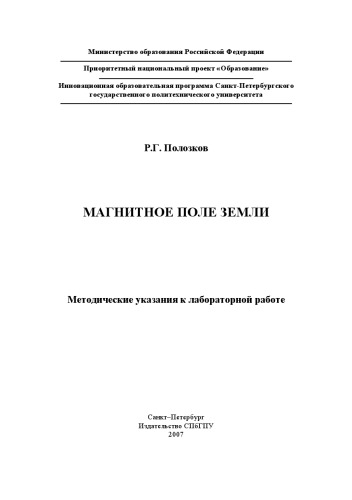 Министерство образования Российской Федерации
Приоритетный национальный проект «Образование»
Инновационная образовательная программа Санкт-Петербургского
государственного политехнического университета
Р.Г. Полозков
МАГНИТНОЕ ПОЛЕ ЗЕМЛИ
Методические указания к лабораторной работе
Санкт–Петербург
Издательство СПбГПУ
2007